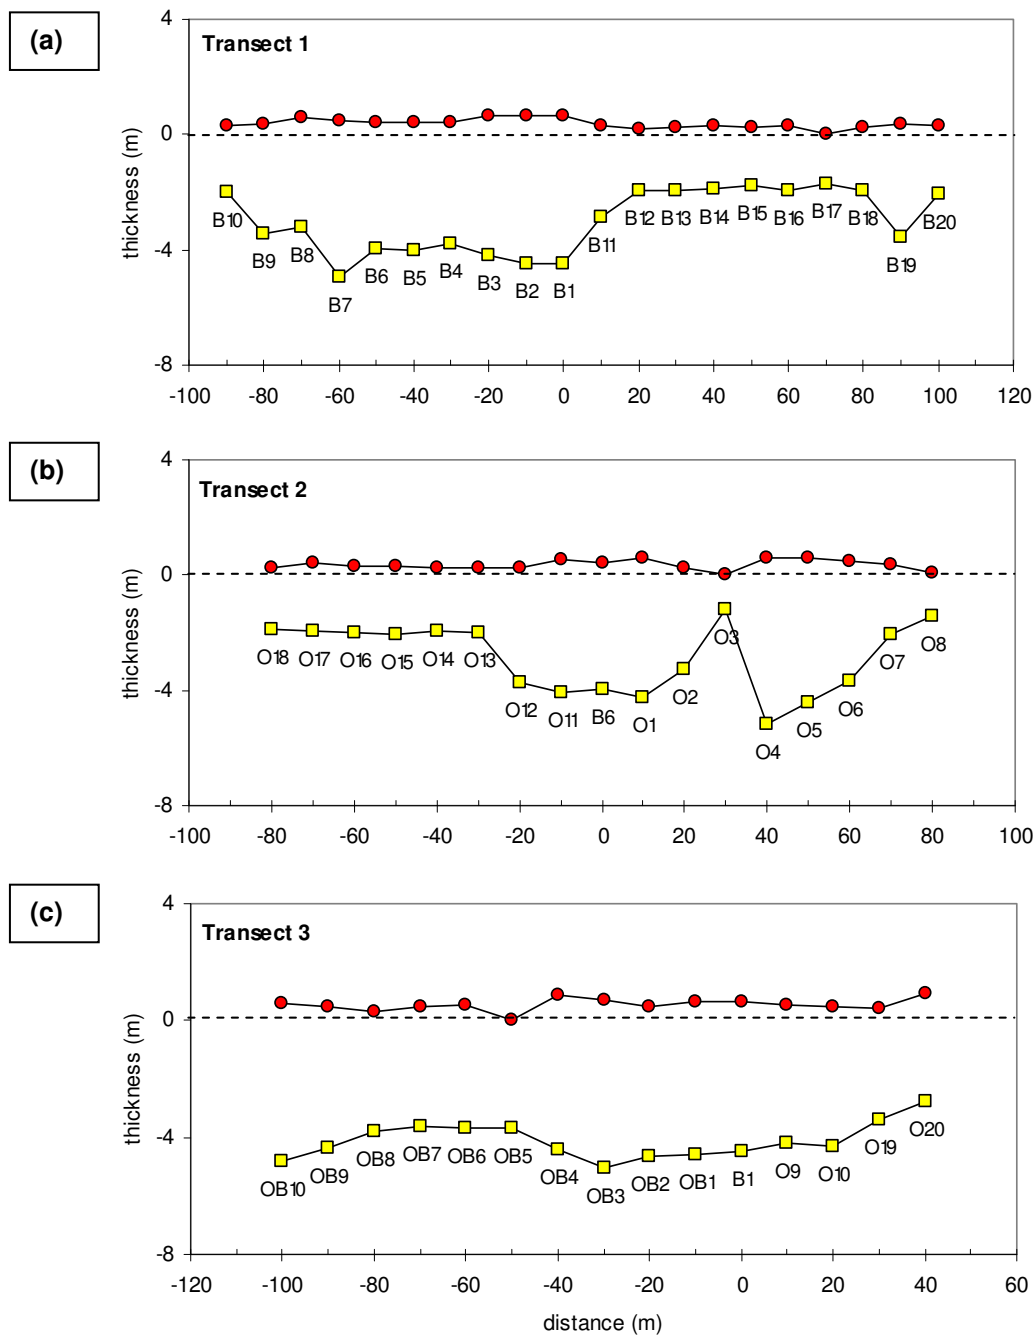 (a)
Transect 1
4
0
-4
-8
thickness (m)
B10 B9 B8 B7 B6 B5 B4 B3 B2 B1 B11 B12 B13 B14 B15 B16 B17 B18 B19 B20
-100 -80 -60 -40 -20 0 20 40 60 80 100 120
(b)
Transect 2
4
0
-4
-8
thickness (m)
O18 O17 O16 O15 O14 O13 O12 O11 B6 O1 O2 O3 O4 O5 O6 O7 O8
-100 -80 -60 -40 -20 0 20 40 60 80 100
(c)
Transect 3
4
0
-4
-8
thickness (m)
OB10 OB9 OB8 OB7 OB6 OB5 OB4 OB3 OB2 OB1 B1 O9 O10 O19 O20
-120 -100 -80 -60 -40 -20 0 20 40 60
distance (m)